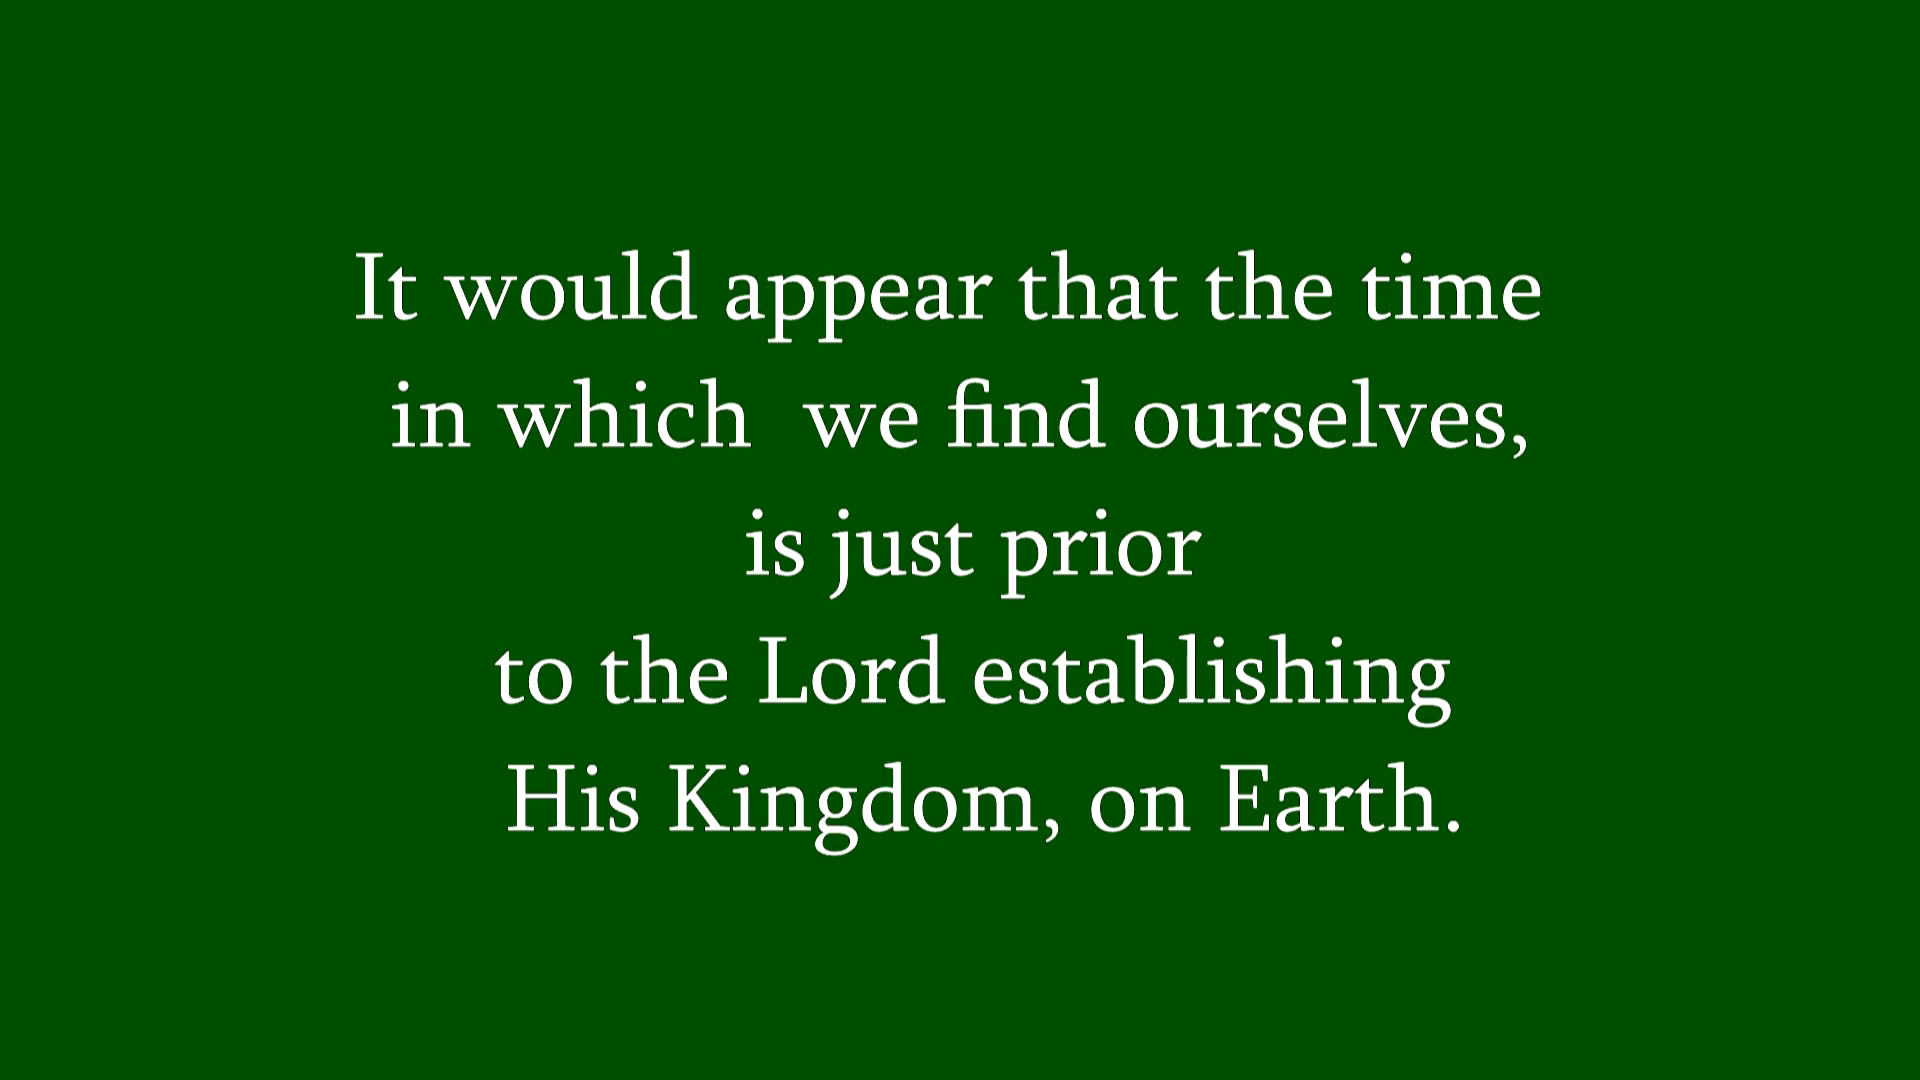 It would appear that the time
in which  we find ourselves,
is just prior
to the Lord establishing
His Kingdom, on Earth.